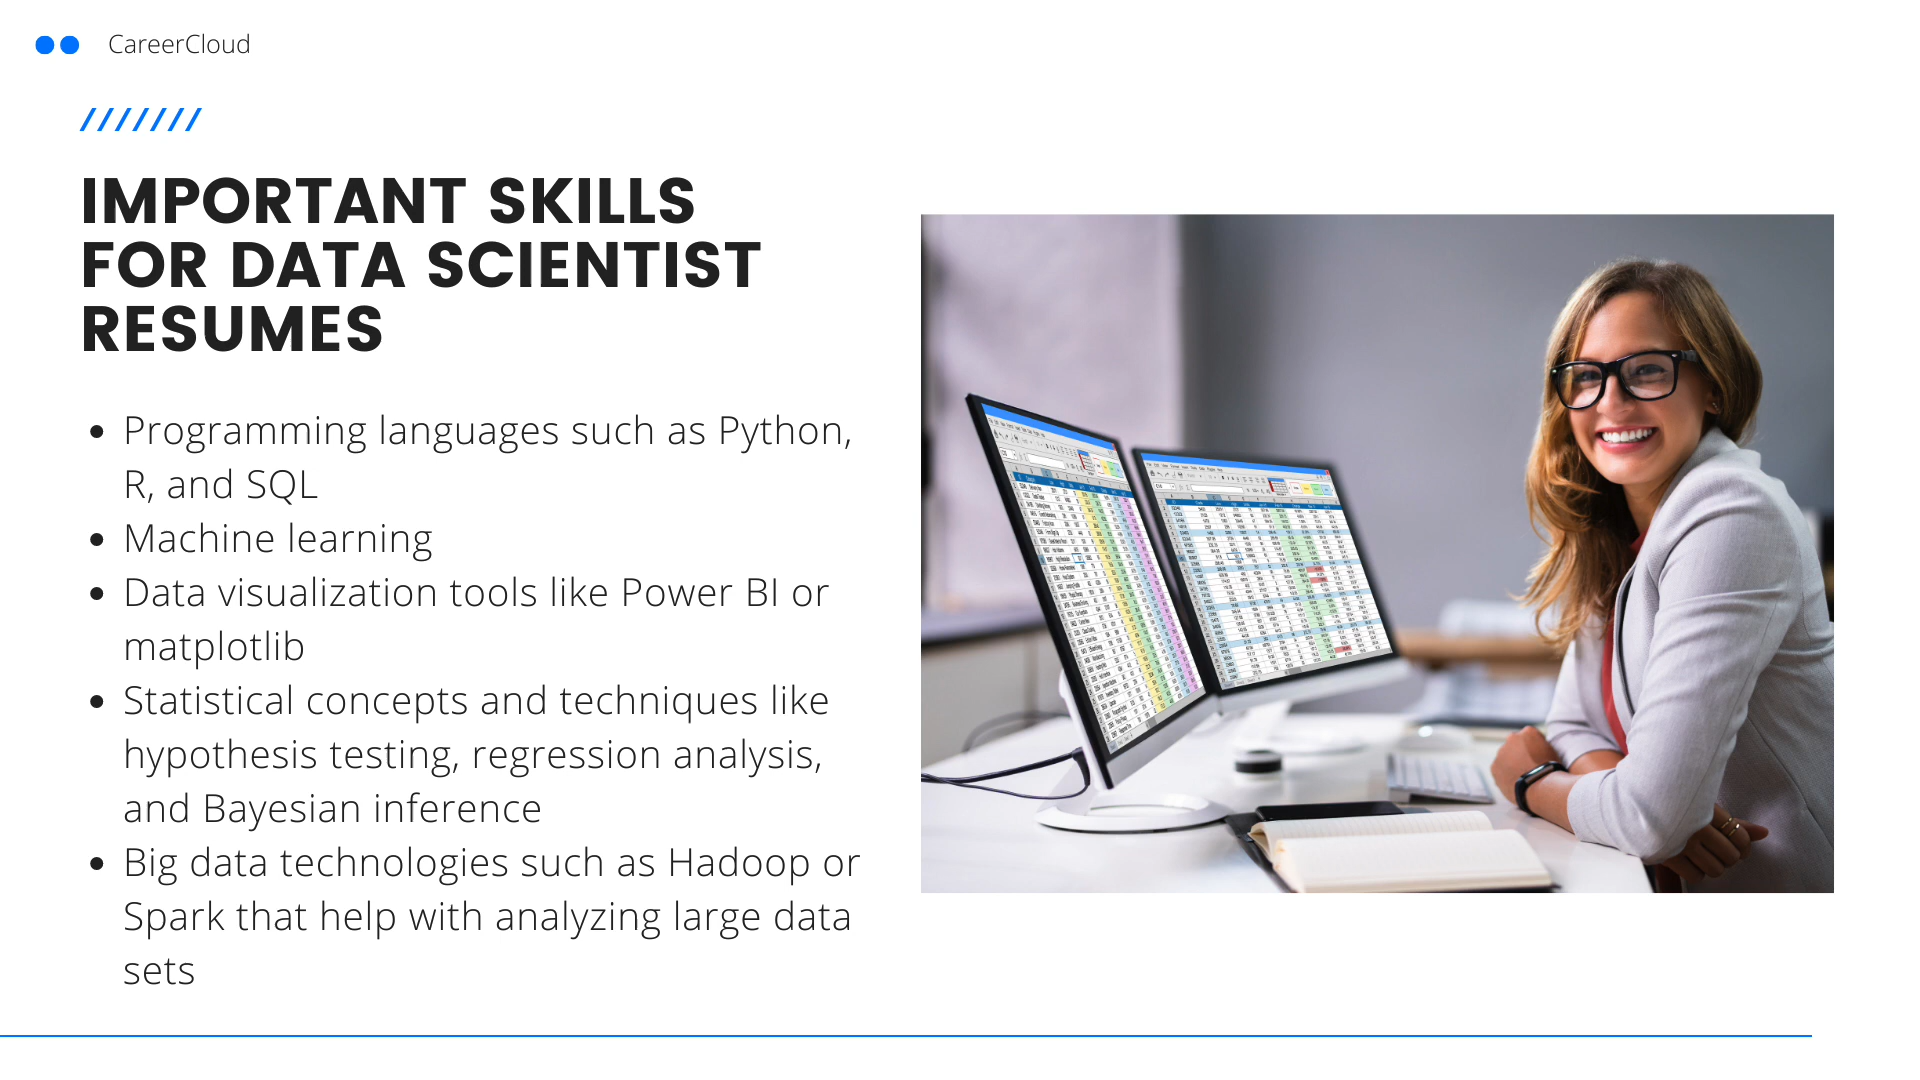 CareerCloud
IMPORTANT SKILLS
FOR DATA SCIENTIST
RESUMES
• Programming languages such as Python,
R, and SQL
• Machine learning
• Data visualization tools like Power BI or
matplotlib
• Statistical concepts and techniques like
hypothesis testing, regression analysis,
and Bayesian inference
• Big data technologies such as Hadoop or
Spark that help with analyzing large data
sets